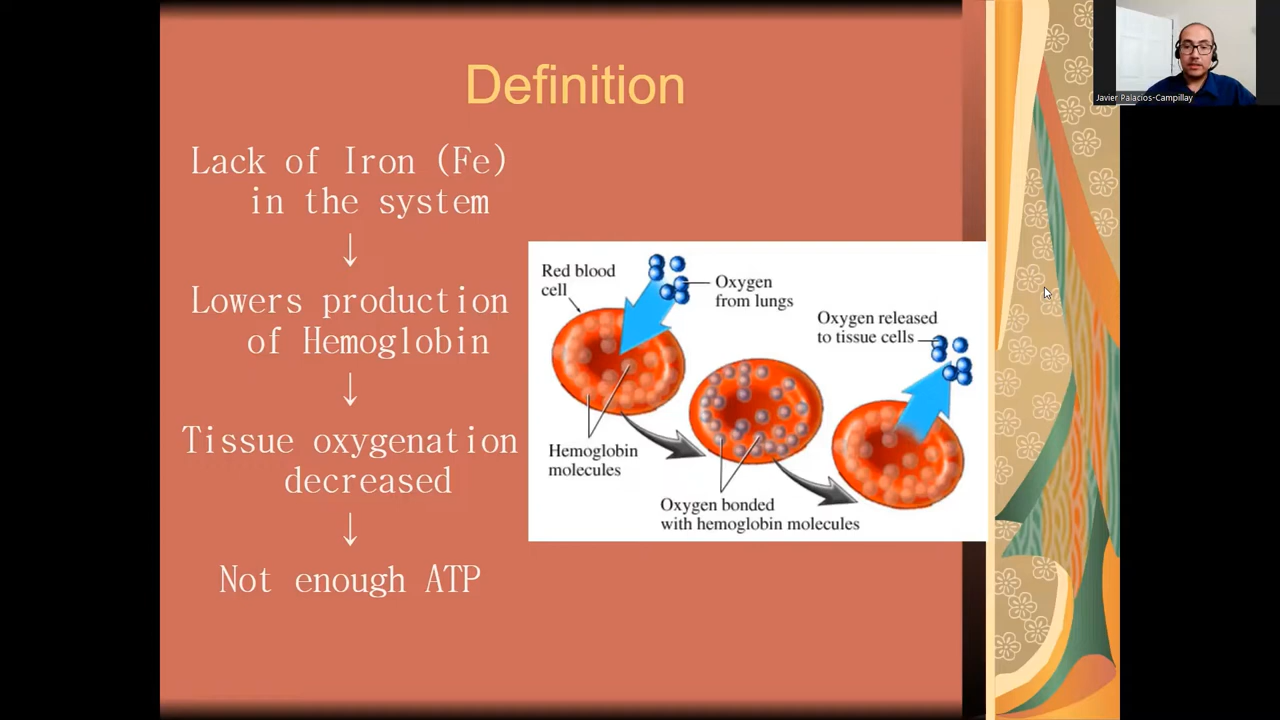 Definition
Lack of Iron (Fe)
in the system
↓
Lowers production
of Hemoglobin
↓
Tissue oxygenation
decreased
↓
Not enough ATP
Red blood
cell
Oxygen
from lungs
Oxygen released
to tissue cells
Hemoglobin
molecules
Oxygen bonded
with hemoglobin molecules
Javier Palacios-Campillay